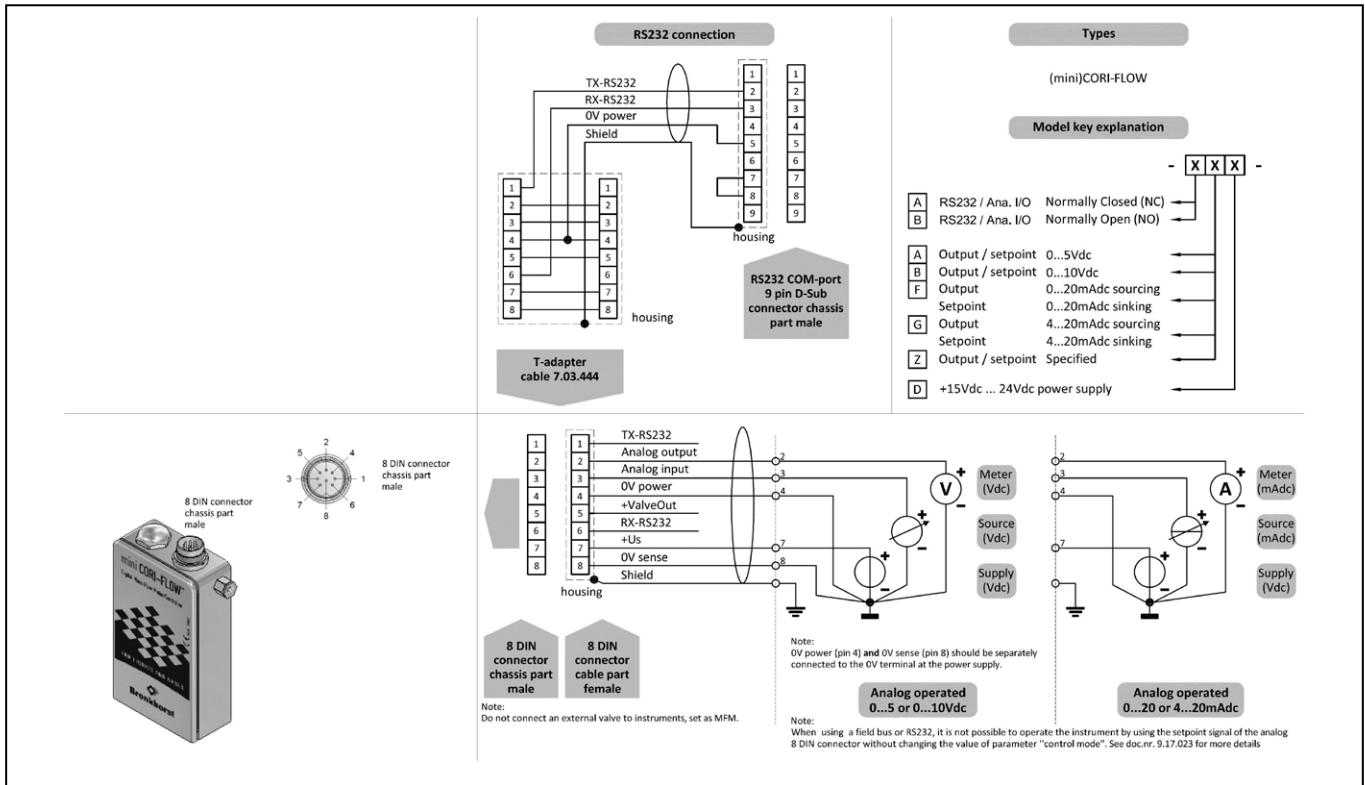 RS232 connection
TX-RS232
RX-RS232
0V power
Shield
1
2
3
4
5
6
7
8
9
1
2
3
4
5
6
7
8
9
housing
1
2
3
4
5
6
7
8
1
2
3
4
5
6
7
8
housing
RS232 COM-port
9 pin D-Sub
connector chassis
part male
T-adapter
cable 7.03.444
Types
(mini)CORI-FLOW
Model key explanation
- X X X -
A RS232 / Ana. I/O Normally Closed (NC)
B RS232 / Ana. I/O Normally Open (NO)
A Output / setpoint 0...5Vdc
B Output / setpoint 0...10Vdc
F Output 0...20mAdc sourcing
Setpoint 0...20mAdc sinking
G Output 4...20mAdc sourcing
Setpoint 4...20mAdc sinking
Z Output / setpoint Specified
D +15Vdc ... 24Vdc power supply
2
5 4
3 1
7 6
8
8 DIN connector
chassis part
male
8 DIN connector
chassis part
male
mini CORI-FLOW
Bronkhorst
1
2
3
4
5
6
7
8
1
2
3
4
5
6
7
8
TX-RS232
Analog output
Analog input
0V power
+ValveOut
RX-RS232
+Us
0V sense
Shield
housing
8 DIN
connector
chassis part
male
8 DIN
connector
cable part
female
Note:
Do not connect an external valve to instruments, set as MFM.
2
3
4
7
8
V
+
-
+
-
+
-
Meter
(Vdc)
Source
(Vdc)
Supply
(Vdc)
Note:
0V power (pin 4) and 0V sense (pin 8) should be separately
connected to the 0V terminal at the power supply.
Analog operated
0...5 or 0...10Vdc
2
3
4
7
A
+
-
+
-
+
-
Meter
(mAdc)
Source
(mAdc)
Supply
(Vdc)
Analog operated
0...20 or 4...20mAdc
Note:
When using a field bus or RS232, it is not possible to operate the instrument by using the setpoint signal of the analog
8 DIN connector without changing the value of parameter "control mode". See doc.nr. 9.17.023 for more details